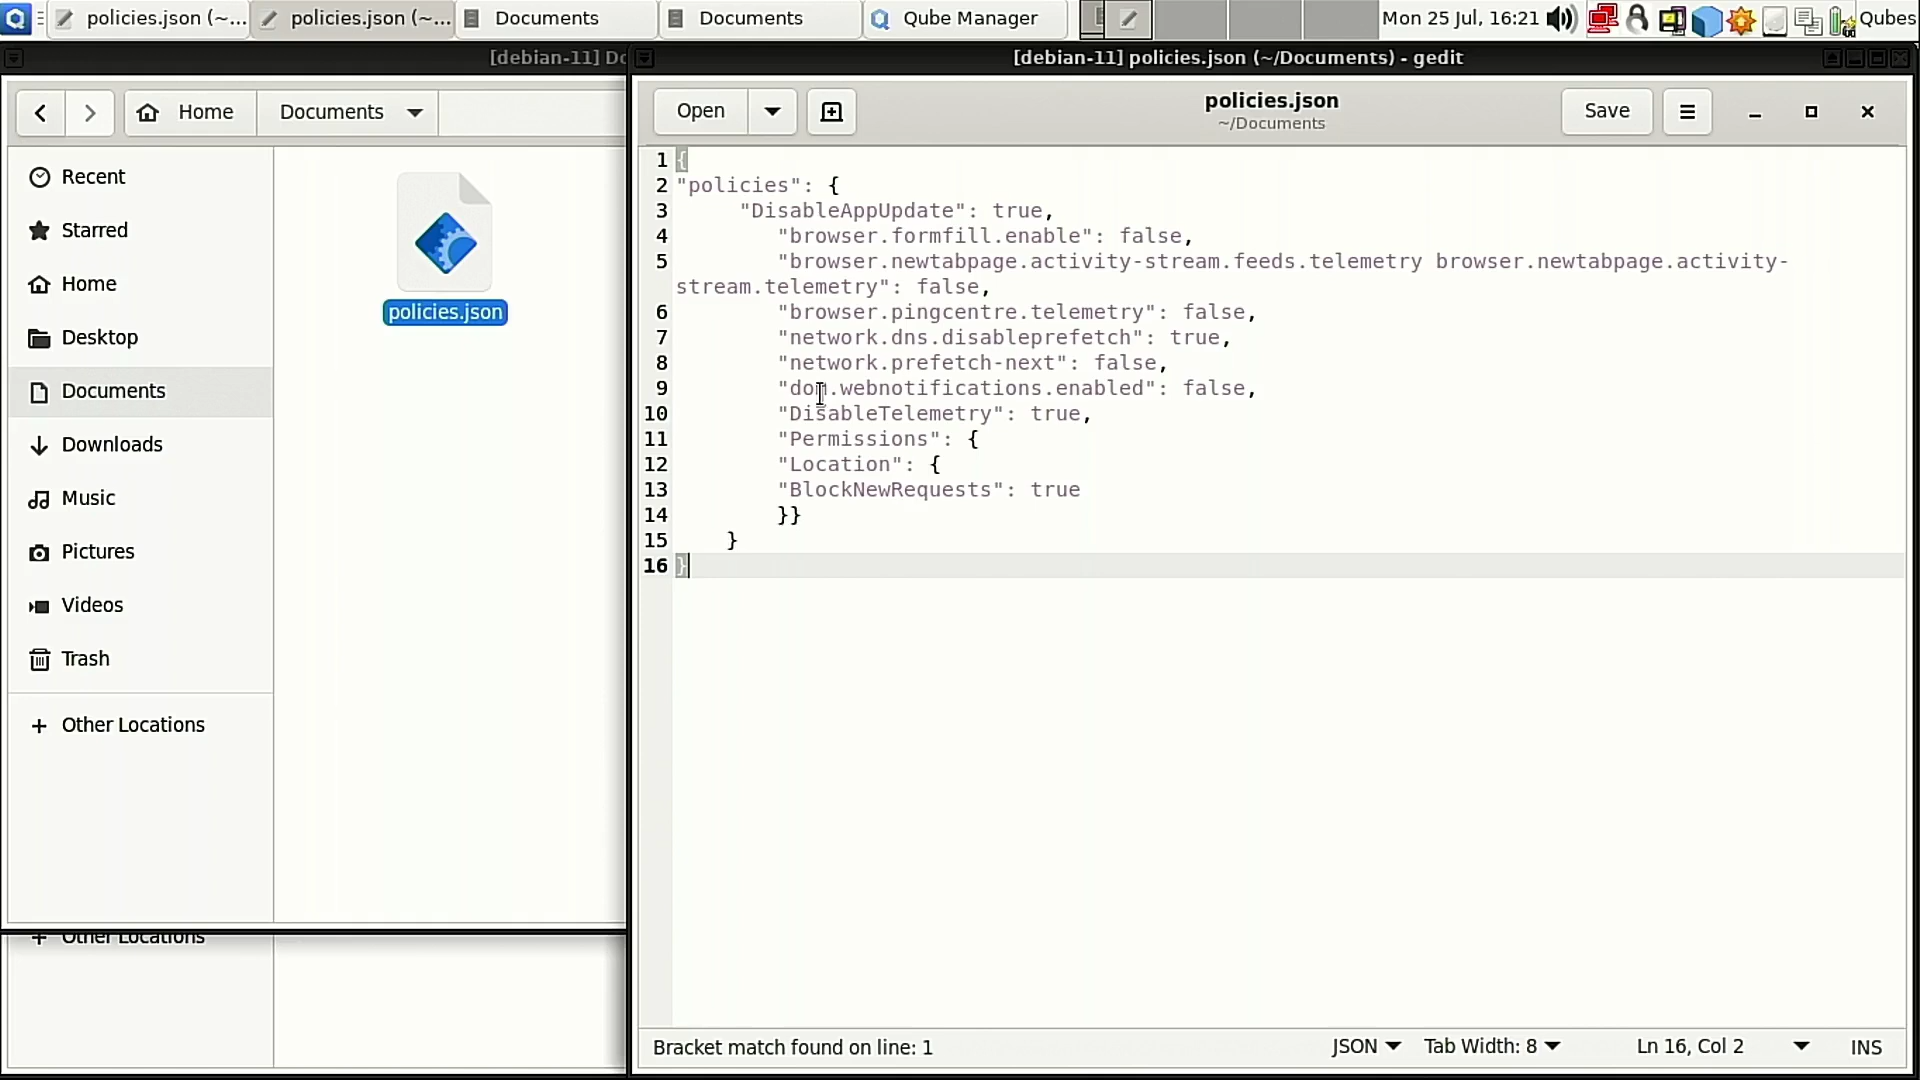 policies.json (~...
policies.json (~...
Documents
Documents
Qube Manager
Mon 25 Jul, 16:21
Qubes
[debian-11] Do
[debian-11] policies.json (~/Documents) - gedit
Home
Documents
Open
policies.json
~/Documents
Save
Recent
Starred
Home
Desktop
Documents
Downloads
Music
Pictures
Videos
Trash
Other Locations
Other Locations
policies.json
1 {
2 "policies": {
3 "DisableAppUpdate": true,
4 "browser.formfill.enable": false,
5 "browser.newtabpage.activity-stream.feeds.telemetry browser.newtabpage.activity-
stream.telemetry": false,
6 "browser.pingcentre.telemetry": false,
7 "network.dns.disableprefetch": true,
8 "network.prefetch-next": false,
9 "dom.webnotifications.enabled": false,
10 "DisableTelemetry": true,
11 "Permissions": {
12 "Location": {
13 "BlockNewRequests": true
14 }}
15 }
16 }
Bracket match found on line: 1
JSON
Tab Width: 8
Ln 16, Col 2
INS